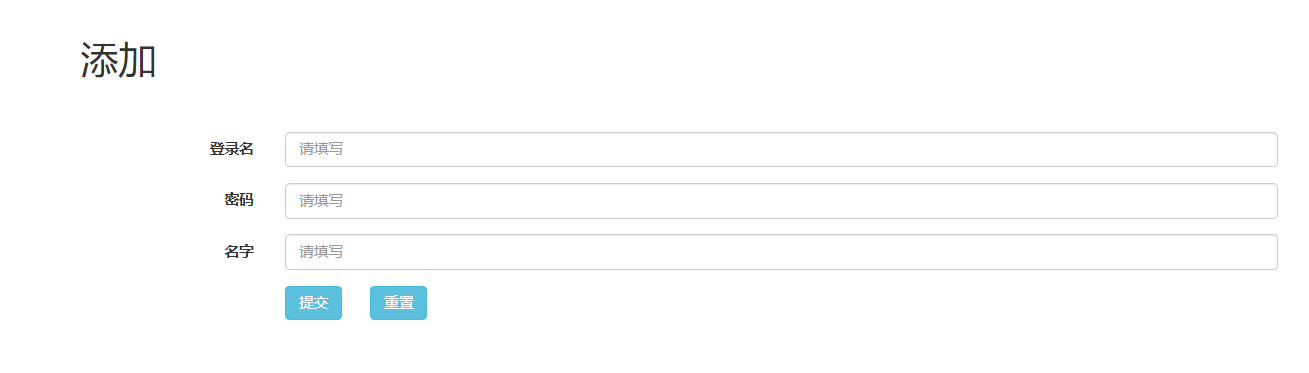 添加
登录名 请填写
密码 请填写
名字 请填写
提交 重置